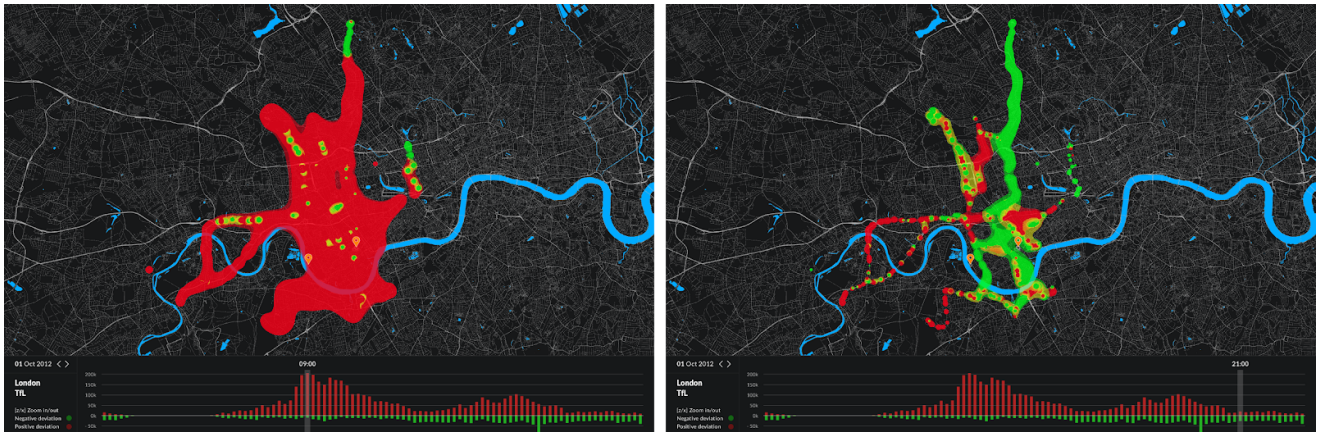 01 Oct 2012 < >
09:00
London
TfL
[z/x] Zoom in/out
Negative deviation
Positive deviation
200k
150k
100k
50k
0k
50k
01 Oct 2012 < >
21:00
London
TfL
[z/x] Zoom in/out
Negative deviation
Positive deviation
200k
150k
100k
50k
0k
50k